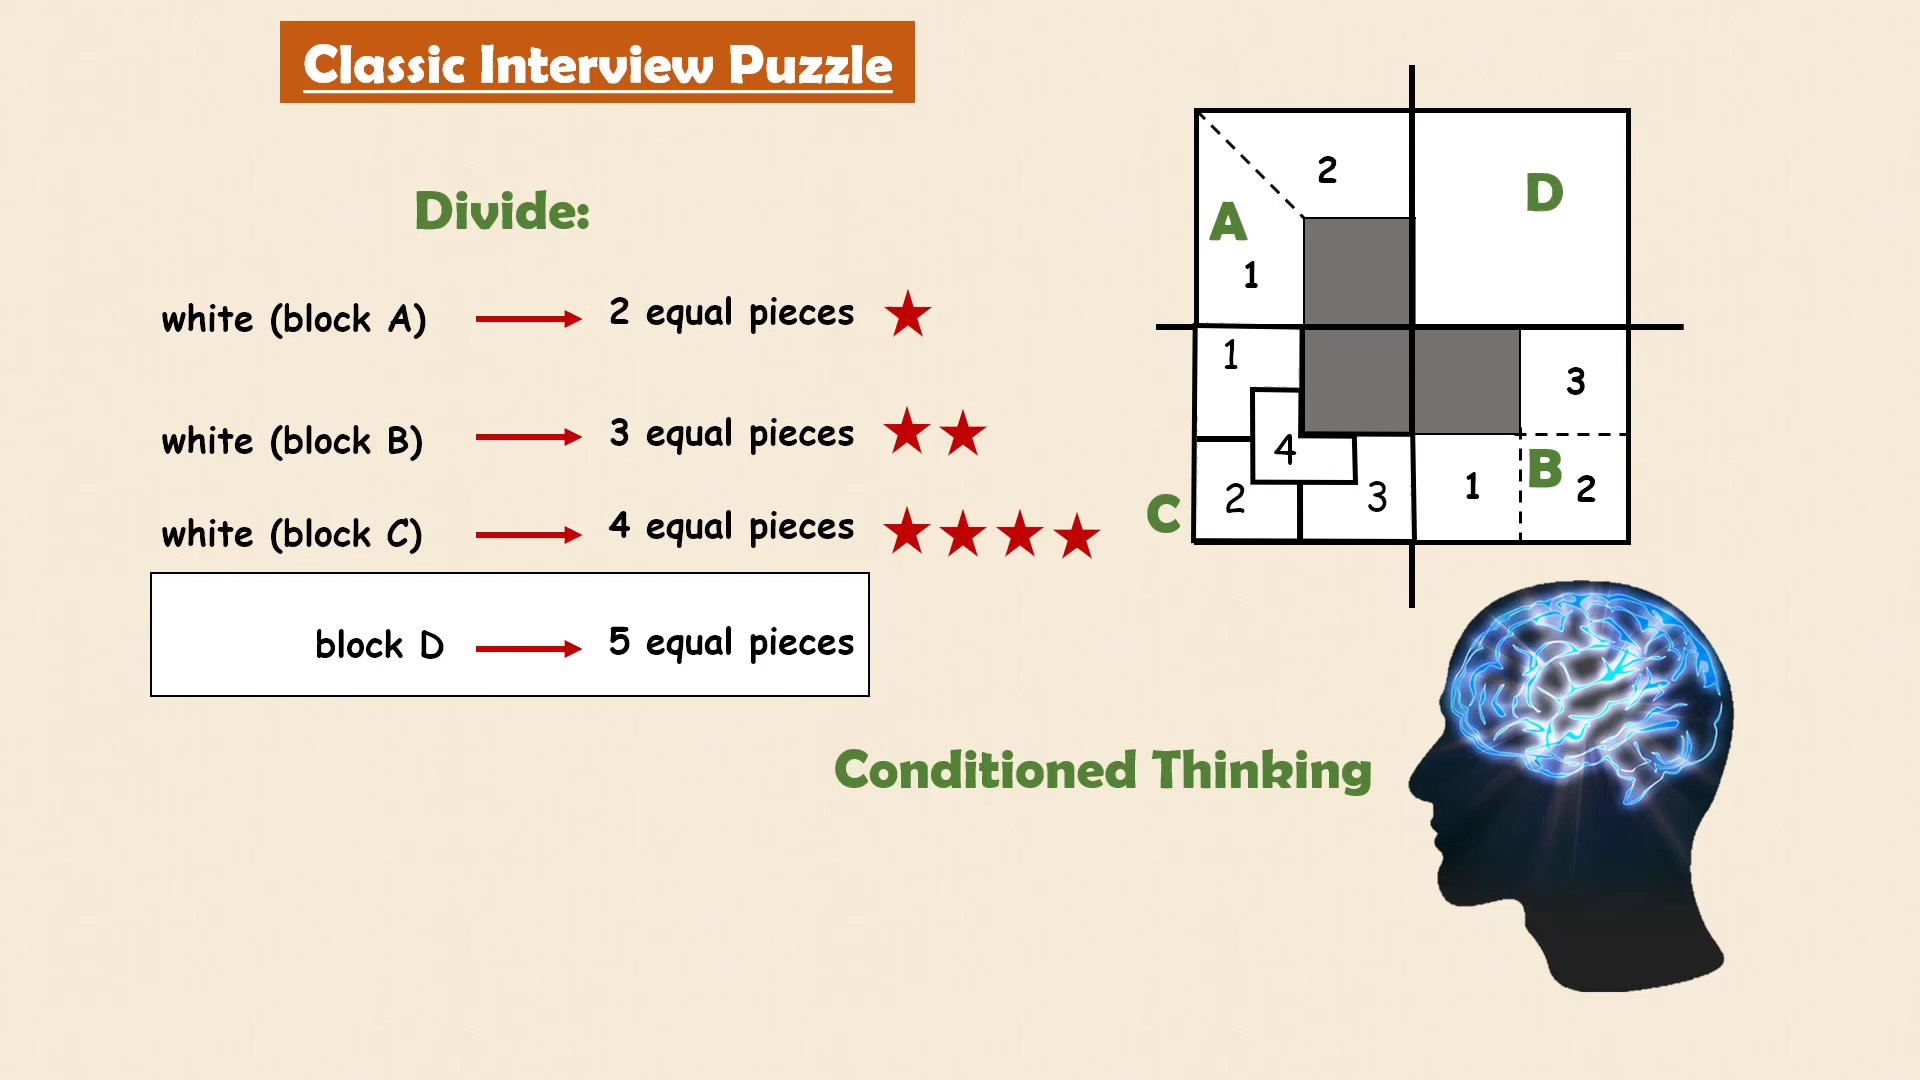 Classic Interview Puzzle
Divide:
white (block A) 2 equal pieces
white (block B) 3 equal pieces
white (block C) 4 equal pieces
block D 5 equal pieces
2
D
A
1
1
3
4
B
2
3
1
2
C
Conditioned Thinking